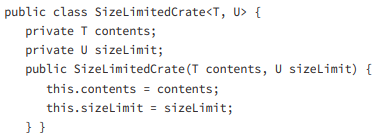 public class SizeLimitedCrate<T, U> {
   private T contents;
   private U sizeLimit;
   public SizeLimitedCrate(T contents, U sizeLimit) {
      this.contents = contents;
      this.sizeLimit = sizeLimit;
   } }